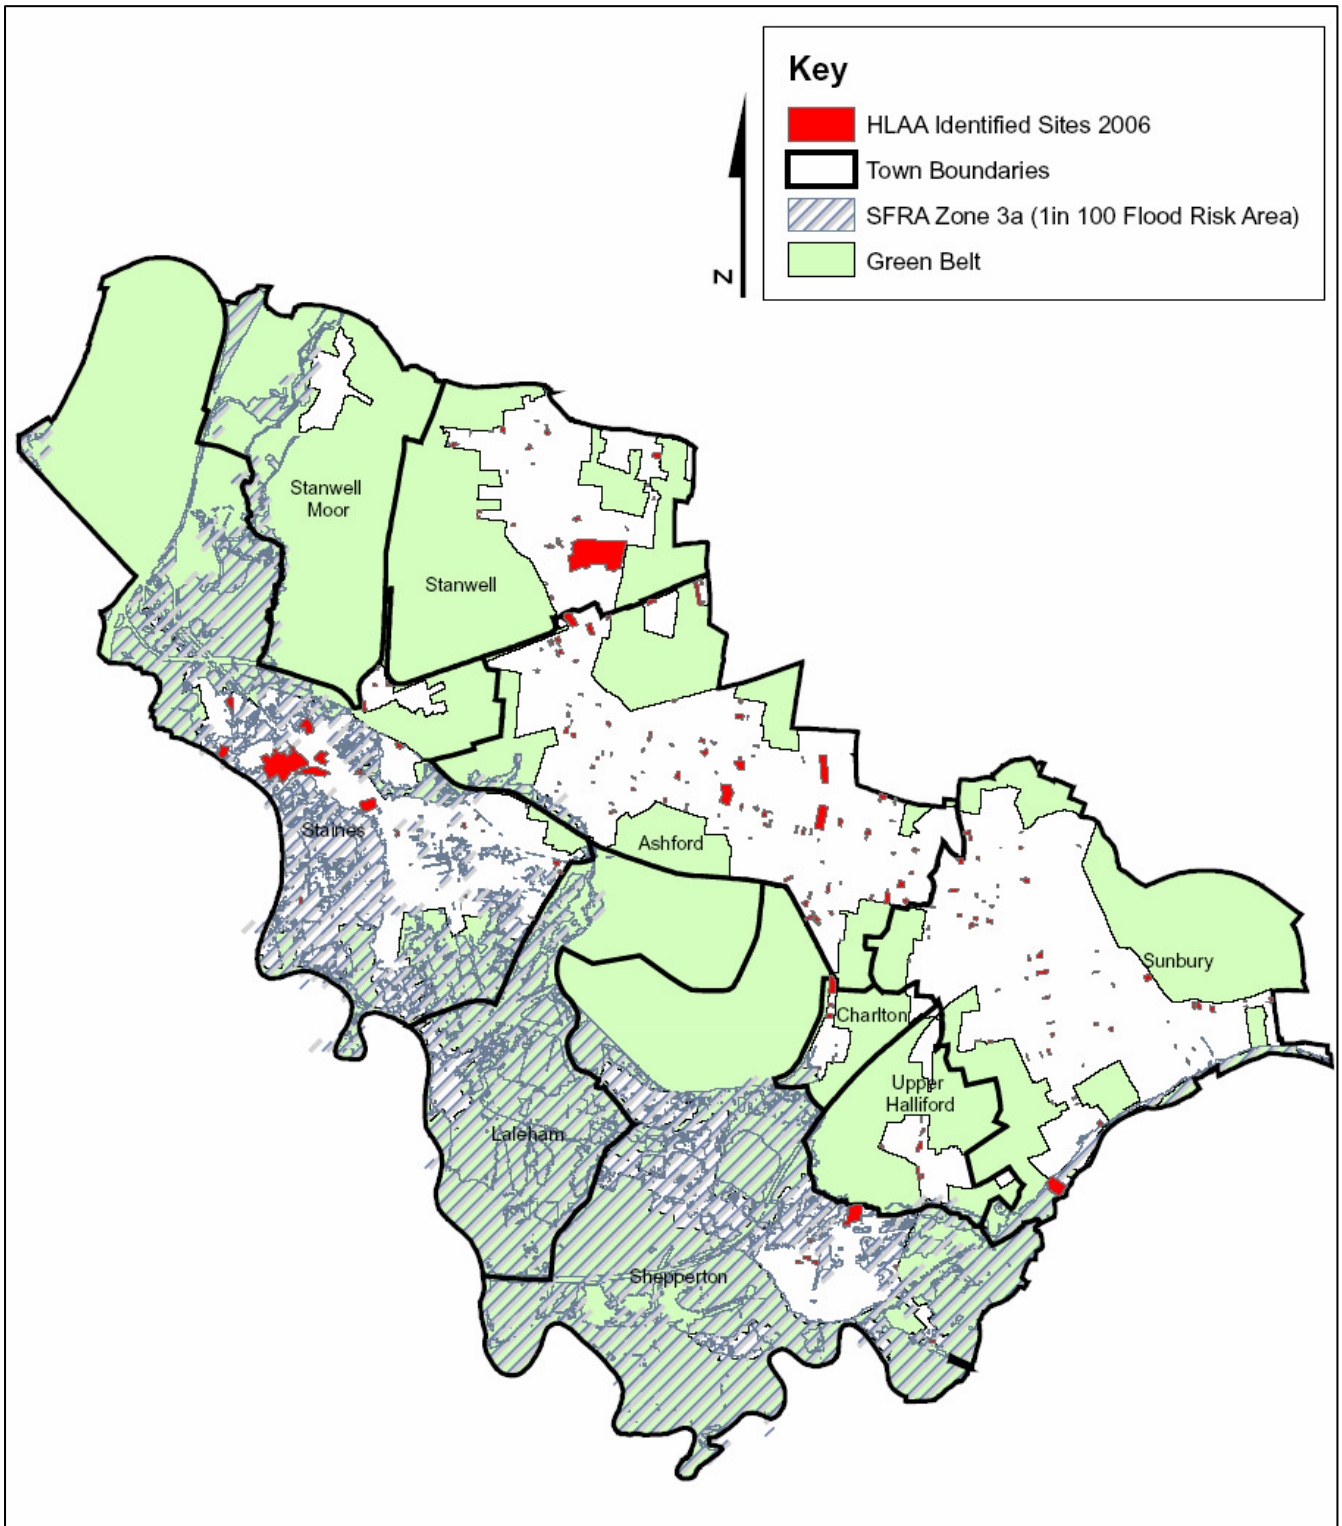 Key
HLAA Identified Sites 2006
Town Boundaries
SFRA Zone 3a (1in 100 Flood Risk Area)
Green Belt
N
Stanwell
Moor
Stanwell
Staines
Ashford
Sunbury
Charlton
Upper
Halliford
Laleham
Shepperton